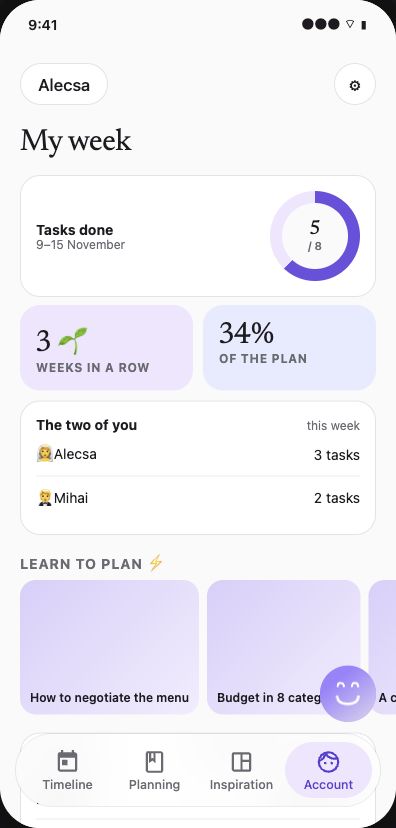 9:41
Alecsa
My week
Tasks done
9–15 November
5
/ 8
3
WEEKS IN A ROW
34%
OF THE PLAN
The two of you
this week
Alecsa
3 tasks
Mihai
2 tasks
LEARN TO PLAN
How to negotiate the menu
Budget in 8 categ
A c
Timeline
Planning
Inspiration
Account